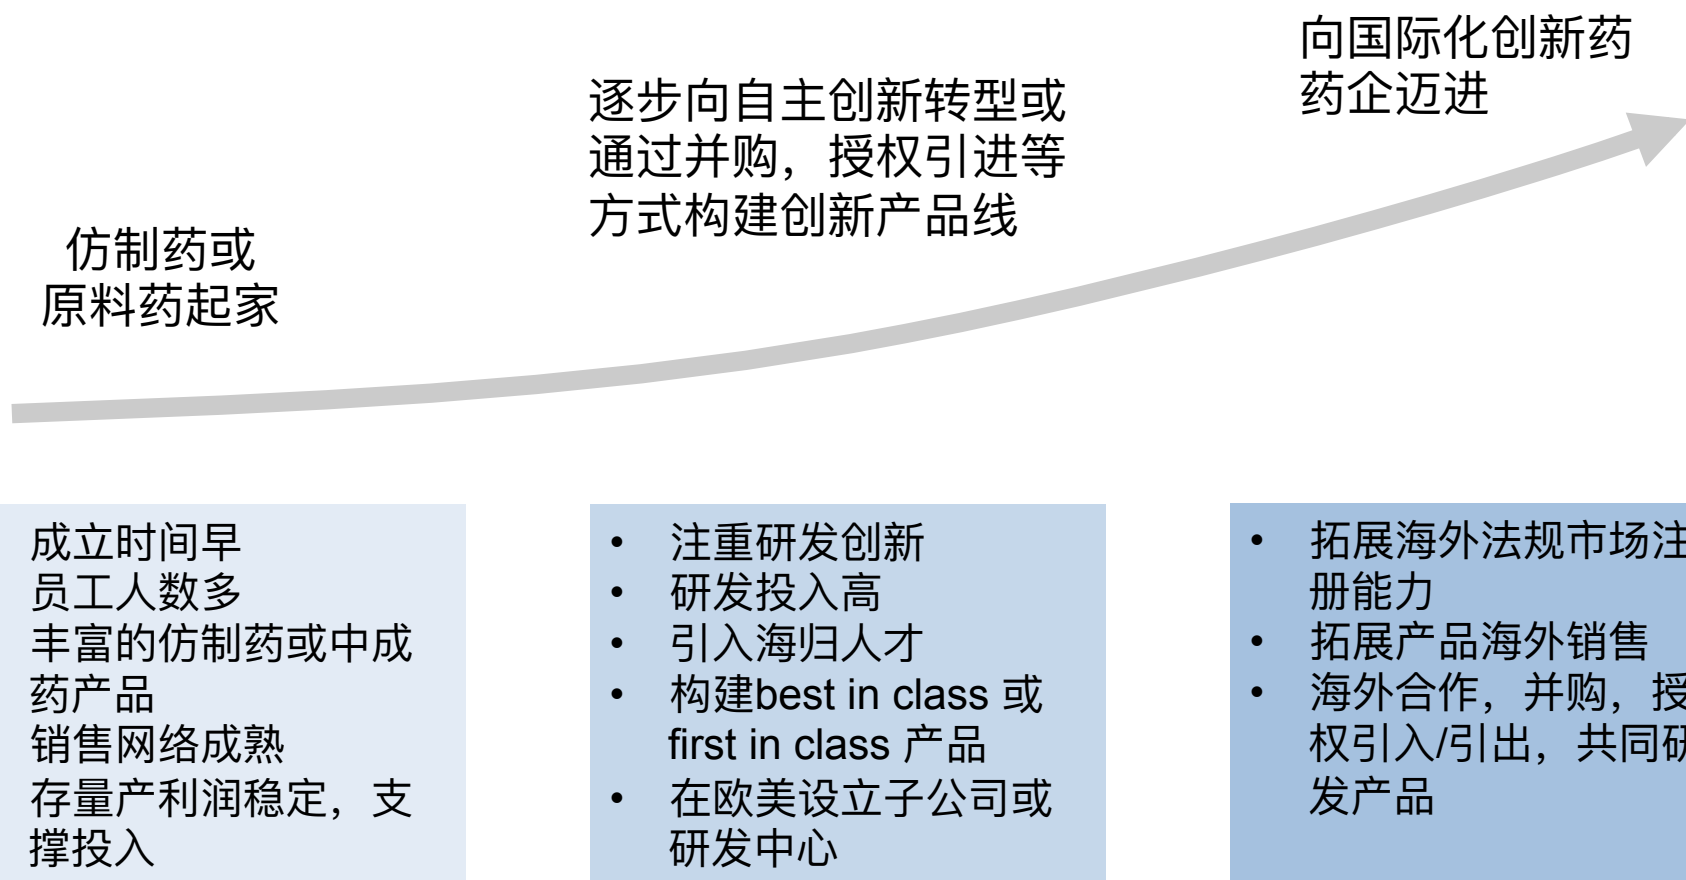 仿制药或
原料药起家
逐步向自主创新转型或
通过并购，授权引进等
方式构建创新产品线
向国际化创新药
药企迈进
成立时间早
员工人数多
丰富的仿制药或中成
药产品
销售网络成熟
存量产利润稳定，支
撑投入
• 注重研发创新
• 研发投入高
• 引入海归人才
• 构建best in class 或
first in class 产品
• 在欧美设立子公司或
研发中心
• 拓展海外法规市场注
册能力
• 拓展产品海外销售
• 海外合作，并购，授
权引入/引出，共同研
发产品